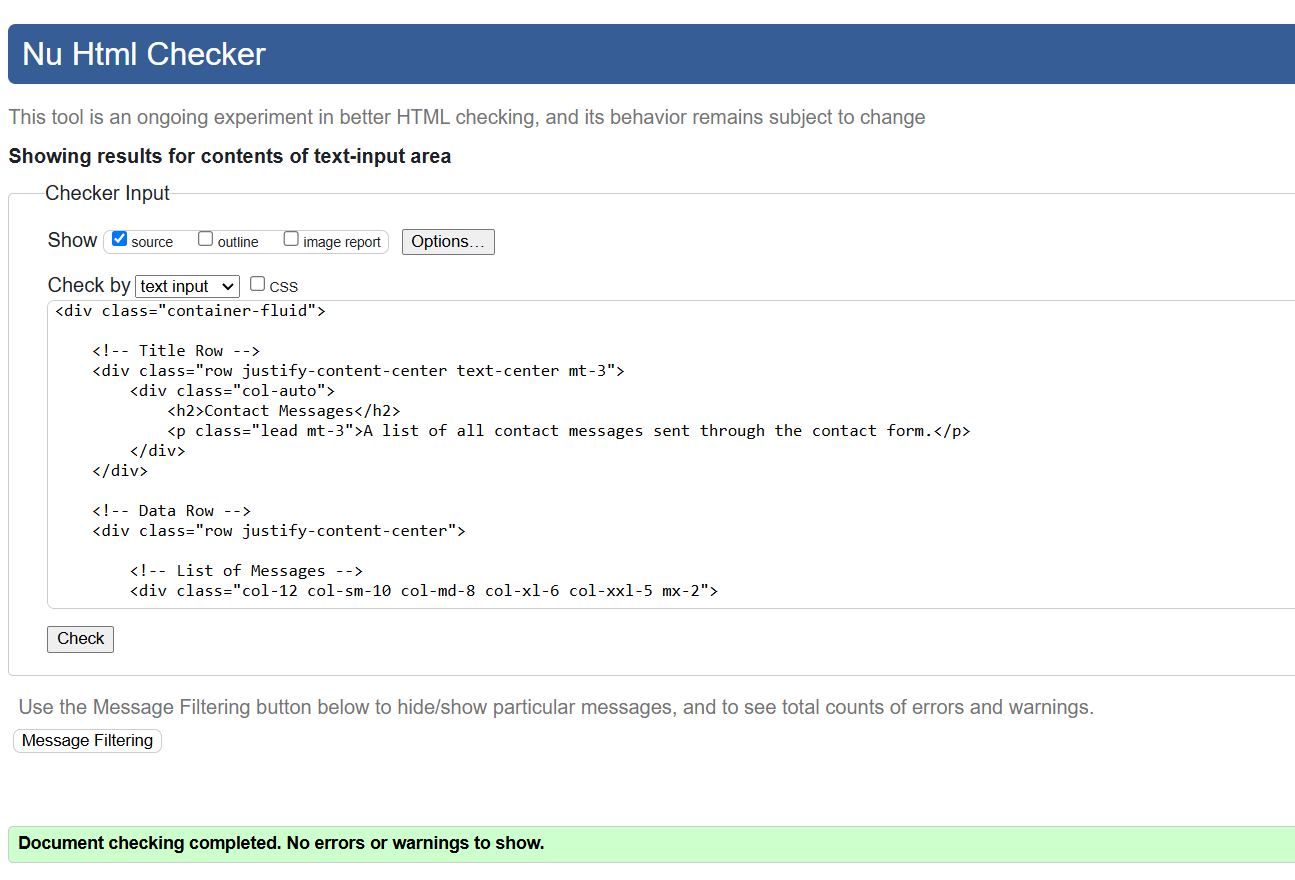 Nu Html Checker
This tool is an ongoing experiment in better HTML checking, and its behavior remains subject to change
Showing results for contents of text-input area
Checker Input
Show source outline image report Options...
Check by text input CSS
<div class="container-fluid">
    <!-- Title Row -->
    <div class="row justify-content-center text-center mt-3">
        <div class="col-auto">
            <h2>Contact Messages</h2>
            <p class="lead mt-3">A list of all contact messages sent through the contact form.</p>
        </div>
    </div>
    <!-- Data Row -->
    <div class="row justify-content-center">
        <!-- List of Messages -->
        <div class="col-12 col-sm-10 col-md-8 col-xl-6 col-xxl-5 mx-2">
Check
Use the Message Filtering button below to hide/show particular messages, and to see total counts of errors and warnings.
Message Filtering
Document checking completed. No errors or warnings to show.